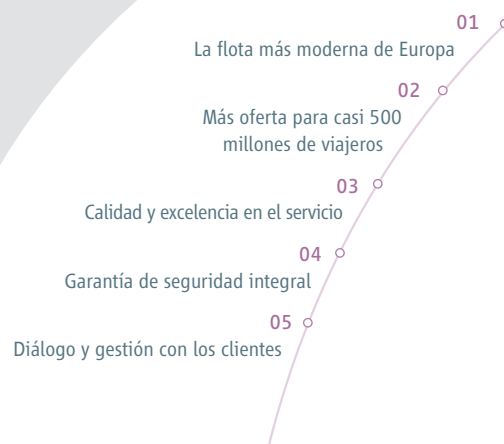 01
La flota más moderna de Europa
02
Más oferta para casi 500
millones de viajeros
03
Calidad y excelencia en el servicio
04
Garantía de seguridad integral
05
Diálogo y gestión con los clientes